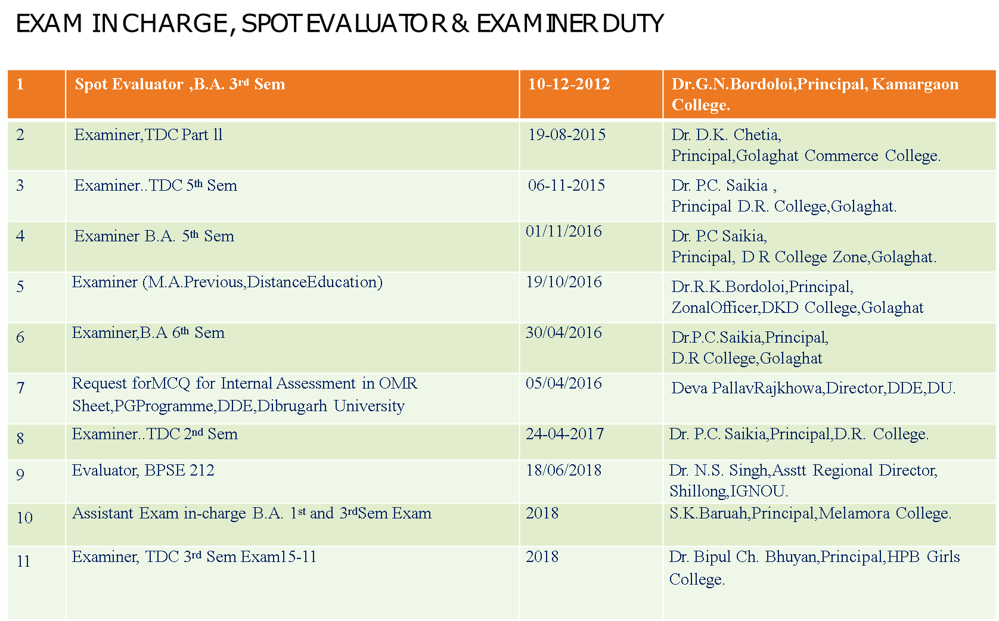 EXAM IN CHARGE, SPOT EVALUATOR & EXAMINER DUTY
1 Spot Evaluator ,B.A. 3rd Sem 10-12-2012 Dr.G.N.Bordoloi,Principal, Kamargaon
College.
2 Examiner,TDC Part ll 19-08-2015 Dr. D.K. Chetia,
Principal,Golaghat Commerce College.
3 Examiner..TDC 5th Sem 06-11-2015 Dr. P.C. Saikia ,
Principal D.R. College,Golaghat.
4 Examiner B.A. 5th Sem 01/11/2016 Dr. P.C Saikia,
Principal, D R College Zone,Golaghat.
5 Examiner (M.A.Previous,DistanceEducation) 19/10/2016 Dr.R.K.Bordoloi,Principal,
ZonalOfficer,DKD College,Golaghat
6 Examiner,B.A 6th Sem 30/04/2016 Dr.P.C.Saikia,Principal,
D.R College,Golaghat
7 Request forMCQ for Internal Assessment in OMR 05/04/2016 Deva PallavRajkhowa,Director,DDE,DU.
Sheet,PGProgramme,DDE,Dibrugarh University
8 Examiner..TDC 2nd Sem 24-04-2017 Dr. P.C. Saikia,Principal,D.R. College.
9 Evaluator, BPSE 212 18/06/2018 Dr. N.S. Singh,Asstt Regional Director,
Shillong,IGNOU.
10 Assistant Exam in-charge B.A. 1st and 3rdSem Exam 2018 S.K.Baruah,Principal,Melamora College.
11 Examiner, TDC 3rd Sem Exam15-11 2018 Dr. Bipul Ch. Bhuyan,Principal,HPB Girls
College.